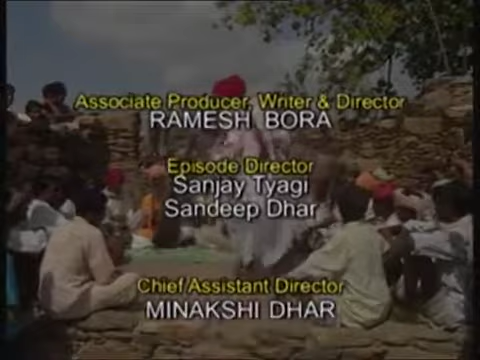 Associate Producer, Writer & Director
RAMESH BORA
Episode Director
Sanjay Tyagi
Sandeep Dhar
Chief Assistant Director
MINAKSHI DHAR